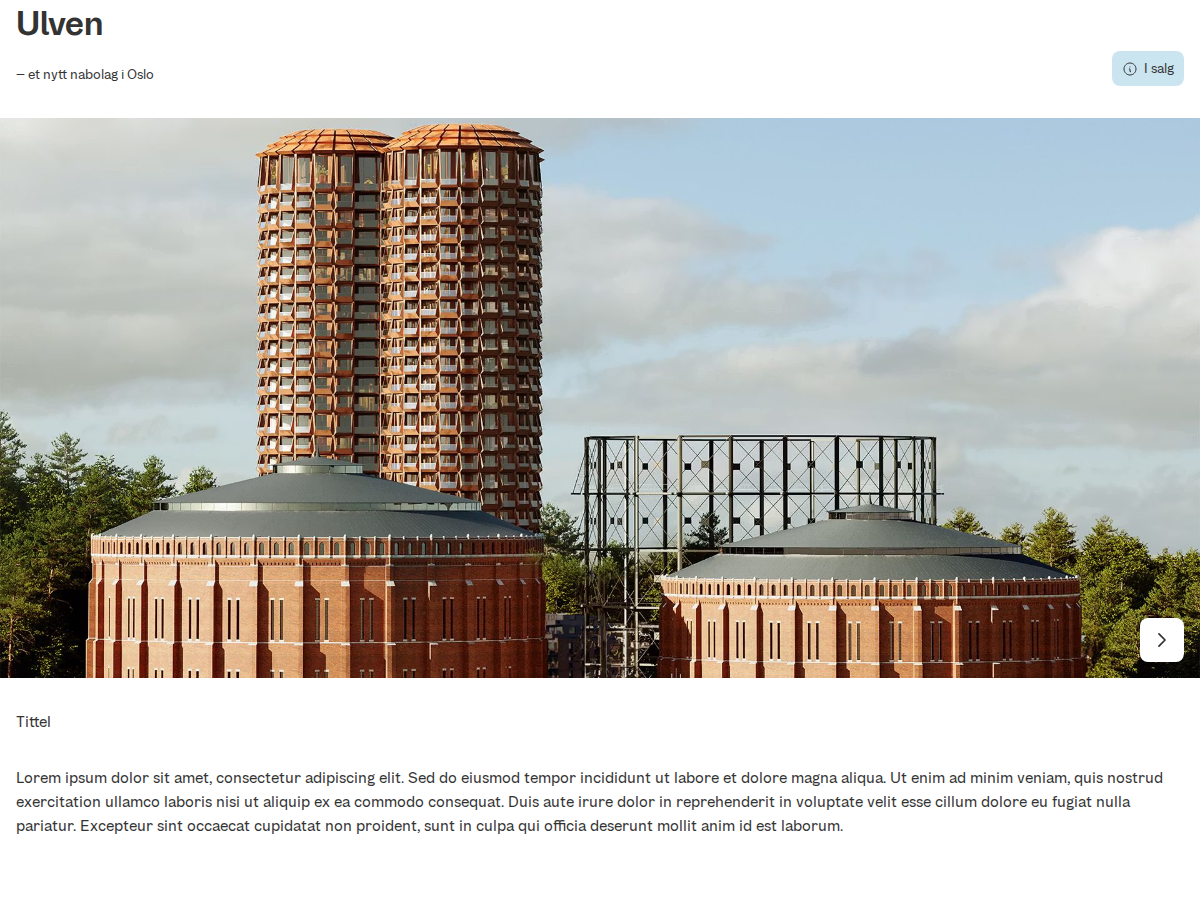 Ulven
– et nytt nabolag i Oslo
I salg
Tittel
Lorem ipsum dolor sit amet, consectetur adipiscing elit. Sed do eiusmod tempor incididunt ut labore et dolore magna aliqua. Ut enim ad minim veniam, quis nostrud
exercitation ullamco laboris nisi ut aliquip ex ea commodo consequat. Duis aute irure dolor in reprehenderit in voluptate velit esse cillum dolore eu fugiat nulla
pariatur. Excepteur sint occaecat cupidatat non proident, sunt in culpa qui officia deserunt mollit anim id est laborum.